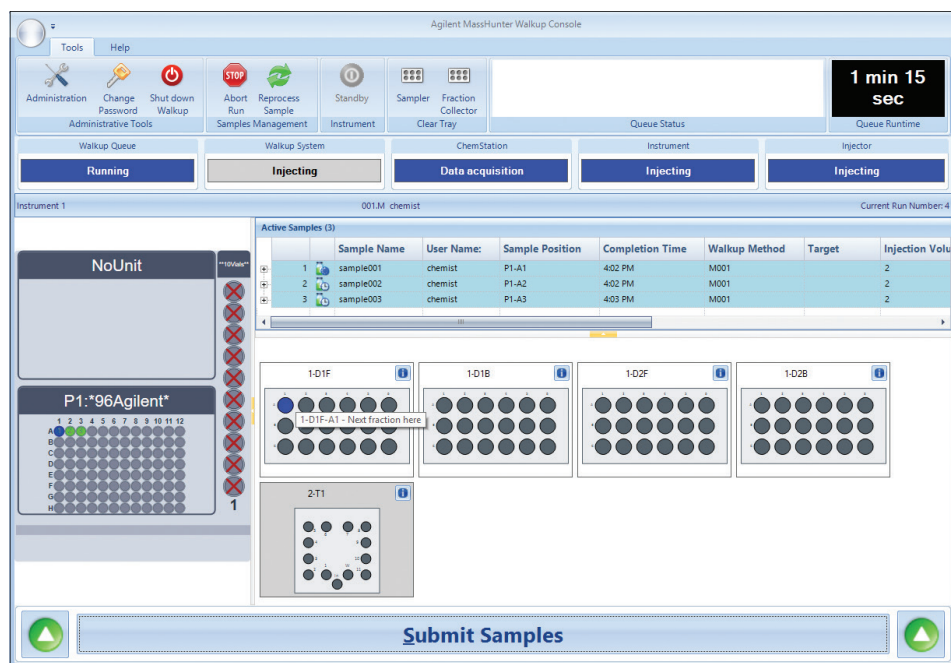 Agilent MassHunter Walkup Console
Tools Help
Administration Change Password Shut down Walkup Abort Run Reprocess Sample Standby Sampler Fraction Collector
STOP
1 min 15 sec
Administrative Tools Samples Management Instrument Clear Tray Queue Status Queue Runtime
Walkup Queue Walkup System ChemStation Instrument Injector
Running Injecting Data acquisition Injecting Injecting
Instrument 1 001.M chemist Current Run Number: 4
Active Samples (3)
Sample Name User Name: Sample Position Completion Time Walkup Method Target Injection Volu
1 sample001 chemist P1-A1 4:02 PM M001 2
2 sample002 chemist P1-A2 4:02 PM M001 2
3 sample003 chemist P1-A3 4:03 PM M001 2
NoUnit
**10Vials**
1
P1:*96Agilent*
1 2 3 4 5 6 7 8 9 10 11 12
A
B
C
D
E
F
G
H
1-D1F 1-D1B 1-D2F 1-D2B
1-D1F-A1 - Next fraction here
2-T1
Submit Samples